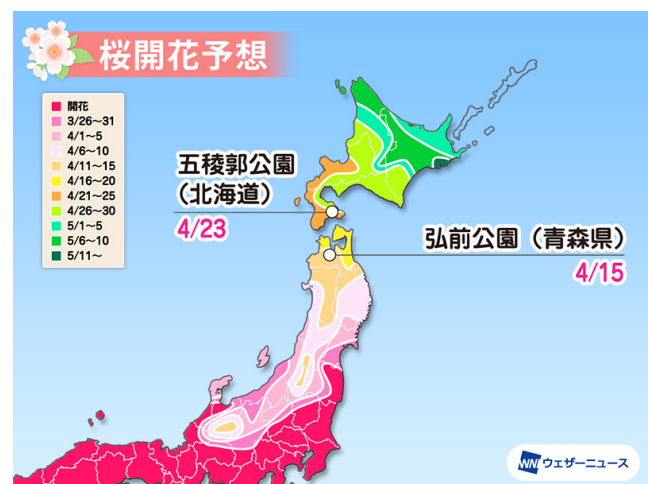 桜開花予想
開花
3/26〜31
4/1〜5
4/6〜10
4/11〜15
4/16〜20
4/21〜25
4/26〜30
5/1〜5
5/6〜10
5/11〜
五稜郭公園
(北海道)
4/23
弘前公園(青森県)
4/15
WNI ウェザーニュース